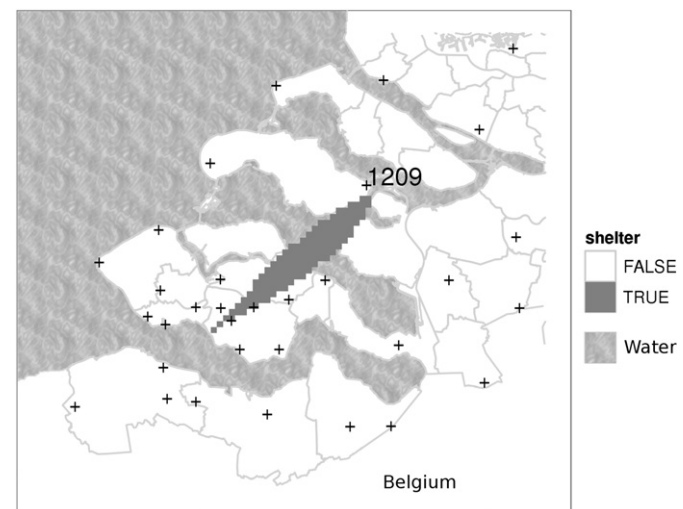 1209
shelter
FALSE
TRUE
Water
Belgium